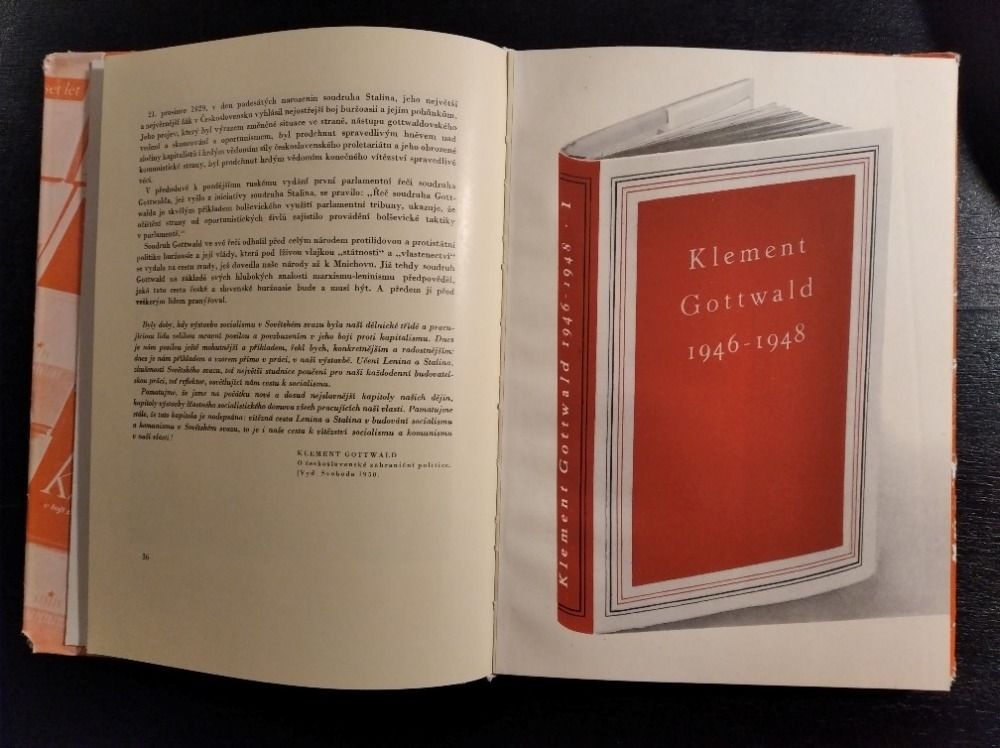 set let
21. prosince 1929, v den padesátých narozenin soudruha Stalina, jeho největší
a nejvěrnější žák v Československu vyhlásil nejostřejší boj buržoasii a jejím pohůnkům.
Jeho projev, který byl výrazem změněné situace ve straně, nástupu gottwaldovského
vedení a skoncování s oportunismem, byl prodchnut spravedlivým hněvem nad
zločiny kapitalistů i hrdým vědomím síly československého proletariátu a jeho obrozené
komunistické strany, byl prodchnut hrdým vědomím konečného vítězství spravedlivé
věci.
V předmluvě k pozdějšímu ruskému vydání první parlamentní řeči soudruha
Gottwalda, jež vyšlo z iniciativy soudruha Stalina, se pravilo: „Řeč soudruha Gott-
walda je skvělým příkladem bolševického využití parlamentní tribuny, ukazuje, že
očištění strany od oportunistických živlů zajistilo provádění bolševické taktiky
v parlamentě.“
Soudruh Gottwald ve své řeči odhalil před celým národem protilidovou a protistátní
politiku buržoasie a její vlády, která pod lživou vlajkou „státnosti“ a „vlastenectví“
se vydala na cestu zrady, jež dovedla naše národy až k Mnichovu. Již tehdy soudruh
Gottwald na základě svých hlubokých znalostí marxismu-leninismu předpověděl,
jaká tato cesta české a slovenské buržoasie bude a musí být. A předem ji před
veškerým lidem pranýřoval.
Byly doby, kdy výstavba socialismu v Sovětském svazu byla naší dělnické třídě a pracu-
jícímu lidu velikou mravní posilou a povzbuzením v jeho boji proti kapitalismu. Dnes
je nám posilou ještě mohutnější a příkladem, řekl bych, konkretnějším a radostnějším:
dnes je nám příkladem a vzorem přímo v práci, v naší výstavbě. Učení Lenina a Stalina,
zkušenosti Sovětského svazu, toť největší studnice poučení pro naši každodenní budovatel-
skou práci, toť reflektor, osvětlující nám cestu k socialismu.
Pamatujme, že jsme na počátku nové a dosud nejslavnější kapitoly našich dějin,
kapitoly výstavby šťastného socialistického domova všech pracujících naší vlasti. Pamatujme
stále, že tato kapitola je nadepsána: vítězná cesta Lenina a Stalina v budování socialismu
a komunismu v Sovětském svazu, to je i naše cesta k vítězství socialismu a komunismu
v naší vlasti!
KLEMENT GOTTWALD
O československé zahraniční politice.
(Vyd. Svoboda 1950.
36
Klement Gottwald 1946-1948 · I
Klement
Gottwald
1946-1948